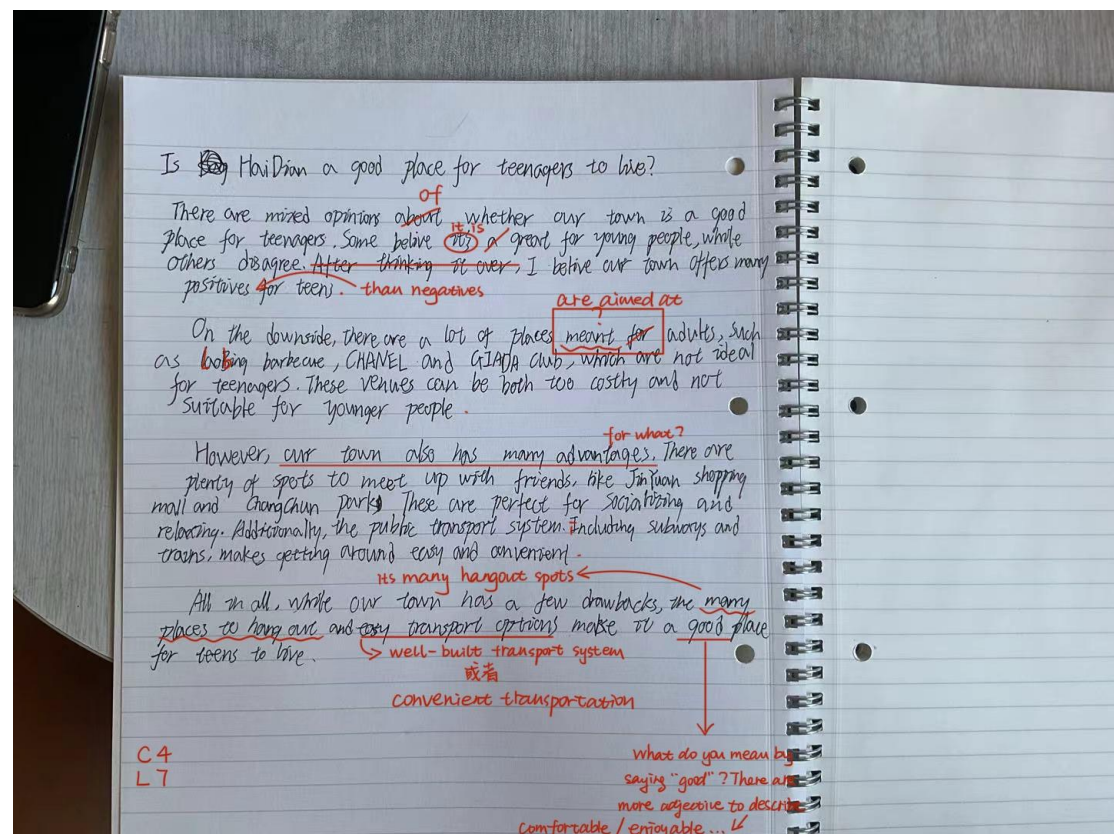 Is HaiDian a good place for teenagers to live?
of
There are mixed opinions about whether our town is a good
it is
place for teenagers. Some belive its a great for young people, while
others disagree. After thinking it over, I belive our town offers many
positives for teens. than negatives
are aimed at
On the downside, there are a lot of places meant for adults, such
as barbecue, CHANEL and GIADA club, which are not ideal
for teenagers. These venues can be both too costly and not
suitable for younger people.
for what?
However, our town also has many advantages. There are
plenty of spots to meet up with friends, like JinYuan shopping
mall and ChangChun park. These are perfect for socializing and
relaxing. Additionally, the public transport system. Including subways and
trains, makes getting around easy and convenient.
its many hangout spots
All in all, while our town has a few drawbacks, the many
places to hang out and easy transport options make it a good place
for teens to live.
well-built transport system
或者
convenient transportation
C4
L7
What do you mean by
saying "good"? There are
more adjective to describe
comfortable / enjoyable ...